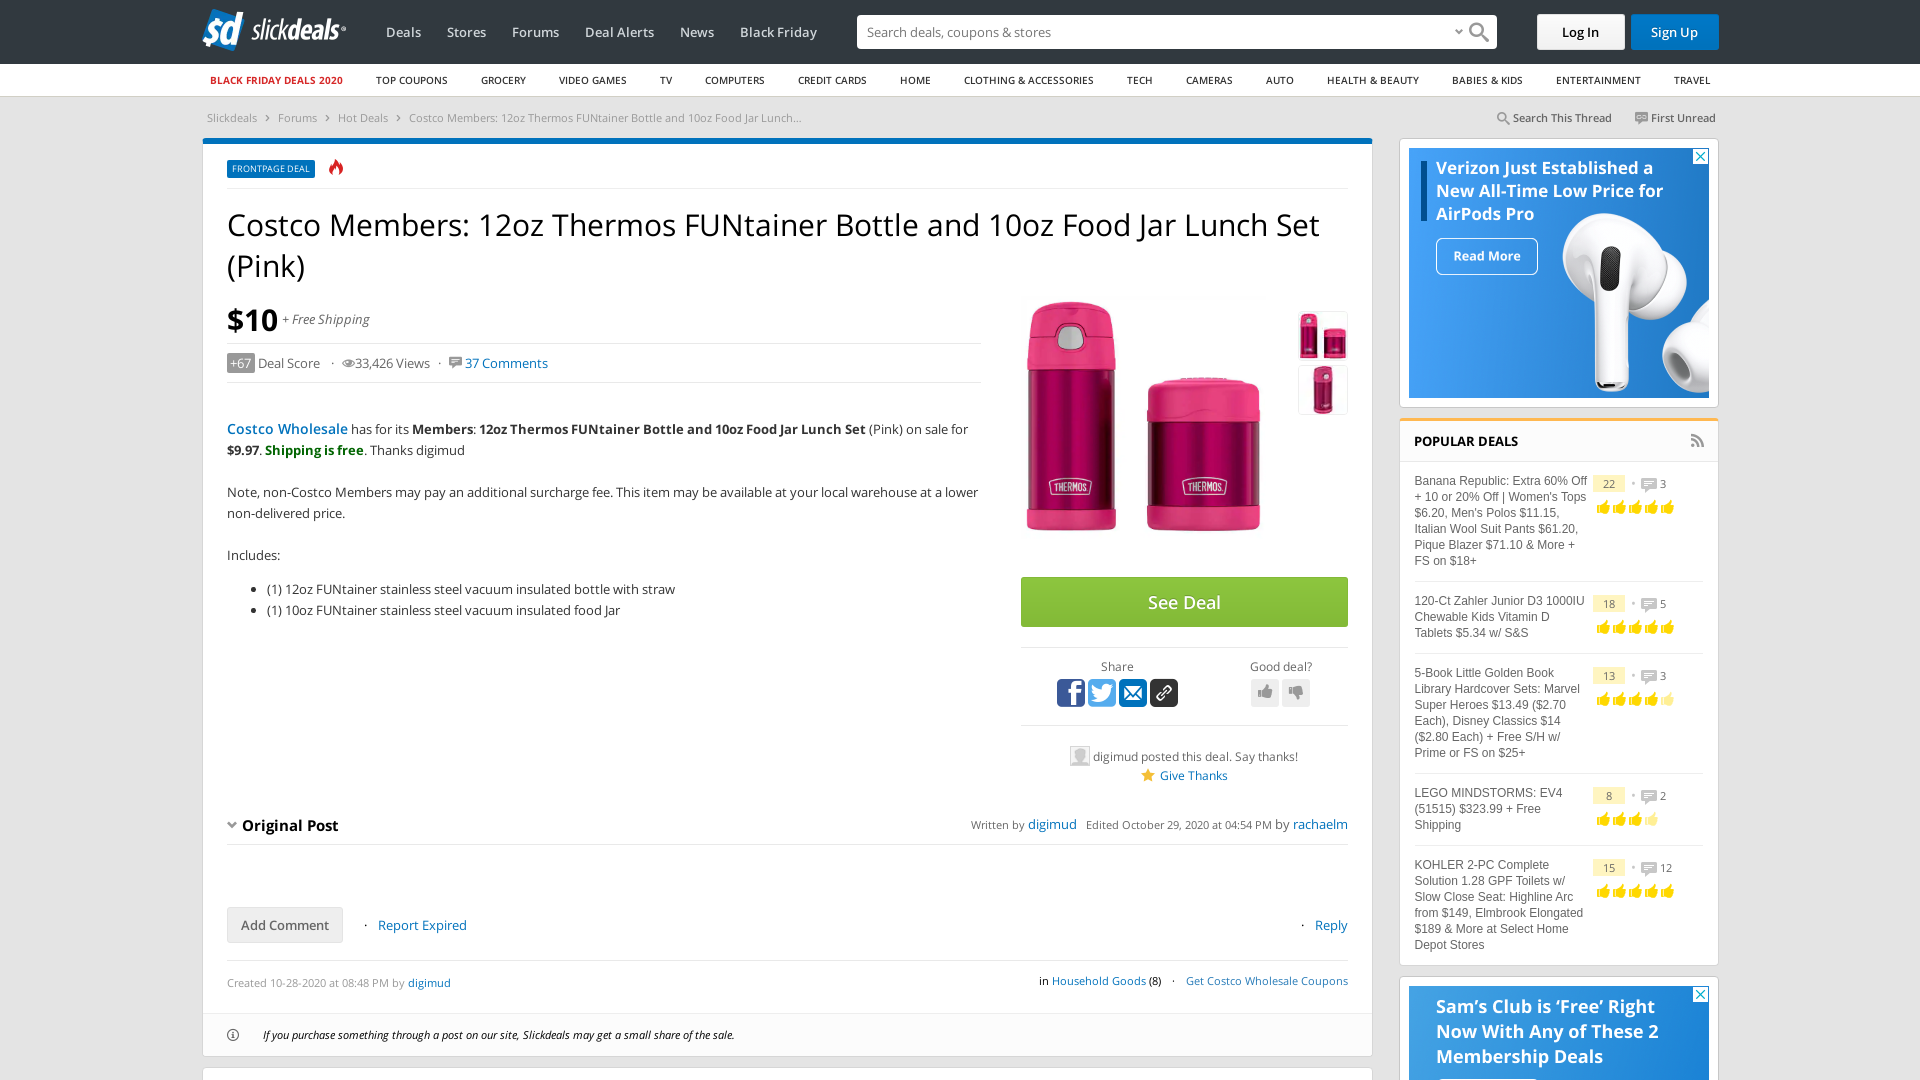 slickdeals
Deals Stores Forums Deal Alerts News Black Friday
Search deals, coupons & shopping
Log In
Sign Up
BLACK FRIDAY DEALS 2020 TOP COUPONS GROCERY VIDEO GAMES TV COMPUTERS CREDIT CARDS HOME CLOTHING & ACCESSORIES TECH CAMERAS AUTO HEALTH & BEAUTY BABIES & KIDS ENTERTAINMENT TRAVEL
Slickdeals › Forums › Hot Deals › Costco Members: 12oz Thermos FUNtainer Bottle and 10oz Food Jar Lunch...
Search This Thread First Unread
FRONTPAGE DEAL
Costco Members: 12oz Thermos FUNtainer Bottle and 10oz Food Jar Lunch Set
(Pink)
$10 + Free Shipping
+67 Deal Score · 33,426 Views · 37 Comments
Costco Wholesale has for its Members: 12oz Thermos FUNtainer Bottle and 10oz Food Jar Lunch Set (Pink) on sale for
$9.97. Shipping is free. Thanks digimud
Note, non-Costco Members may pay an additional surcharge fee. This item may be available at your local warehouse at a lower
non-delivered price.
Includes:
• (1) 12oz FUNtainer stainless steel vacuum insulated bottle with straw
• (1) 10oz FUNtainer stainless steel vacuum insulated food Jar
THERMOS.
THERMOS.
See Deal
Share
Good deal?
digimud posted this deal. Say thanks!
Give Thanks
Original Post
Written by digimud Edited October 29, 2020 at 04:54 PM by rachaelm
Add Comment · Report Expired
· Reply
Created 10-28-2020 at 08:48 PM by digimud
in Household Goods (8) · Get Costco Wholesale Coupons
If you purchase something through a post on our site, Slickdeals may get a small share of the sale.
Verizon Just Established a
New All-Time Low Price for
AirPods Pro
Read More
POPULAR DEALS
Banana Republic: Extra 60% Off
+ 10 or 20% Off | Women's Tops
$6.20, Men's Polos $11.15,
Italian Wool Suit Pants $61.20,
Pique Blazer $71.10 & More +
FS on $18+
22 • 3
120-Ct Zahler Junior D3 1000IU
Chewable Kids Vitamin D
Tablets $5.34 w/ S&S
18 • 5
5-Book Little Golden Book
Library Hardcover Sets: Marvel
Super Heroes $13.49 ($2.70
Each), Disney Classics $14
($2.80 Each) + Free S/H w/
Prime or FS on $25+
13 • 3
LEGO MINDSTORMS: EV4
(51515) $323.99 + Free
Shipping
8 • 2
KOHLER 2-PC Complete
Solution 1.28 GPF Toilets w/
Slow Close Seat: Highline Arc
from $149, Elmbrook Elongated
$189 & More at Select Home
Depot Stores
15 • 12
Sam's Club is 'Free' Right
Now With Any of These 2
Membership Deals